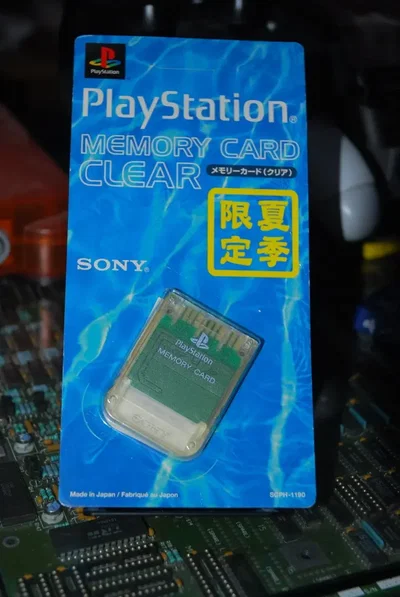 PlayStation
PlayStation®
MEMORY CARD
CLEAR メモリーカード(クリア)
限夏
定季
SONY®
PlayStation
MEMORY CARD
SONY
Made in Japan / Fabriqué au Japon
SCPH-1190